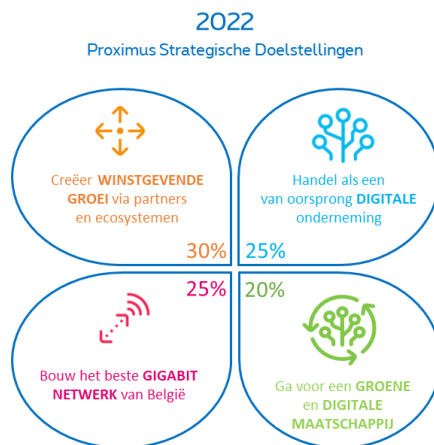 2022
Proximus Strategische Doelstellingen
Creëer WINSTGEVENDE
GROEI via partners
en ecosystemen
30%
Handel als een
van oorsprong DIGITALE
onderneming
25%
25%
Bouw het beste GIGABIT
NETWERK van België
20%
Ga voor een GROENE
en DIGITALE
MAATSCHAPPIJ